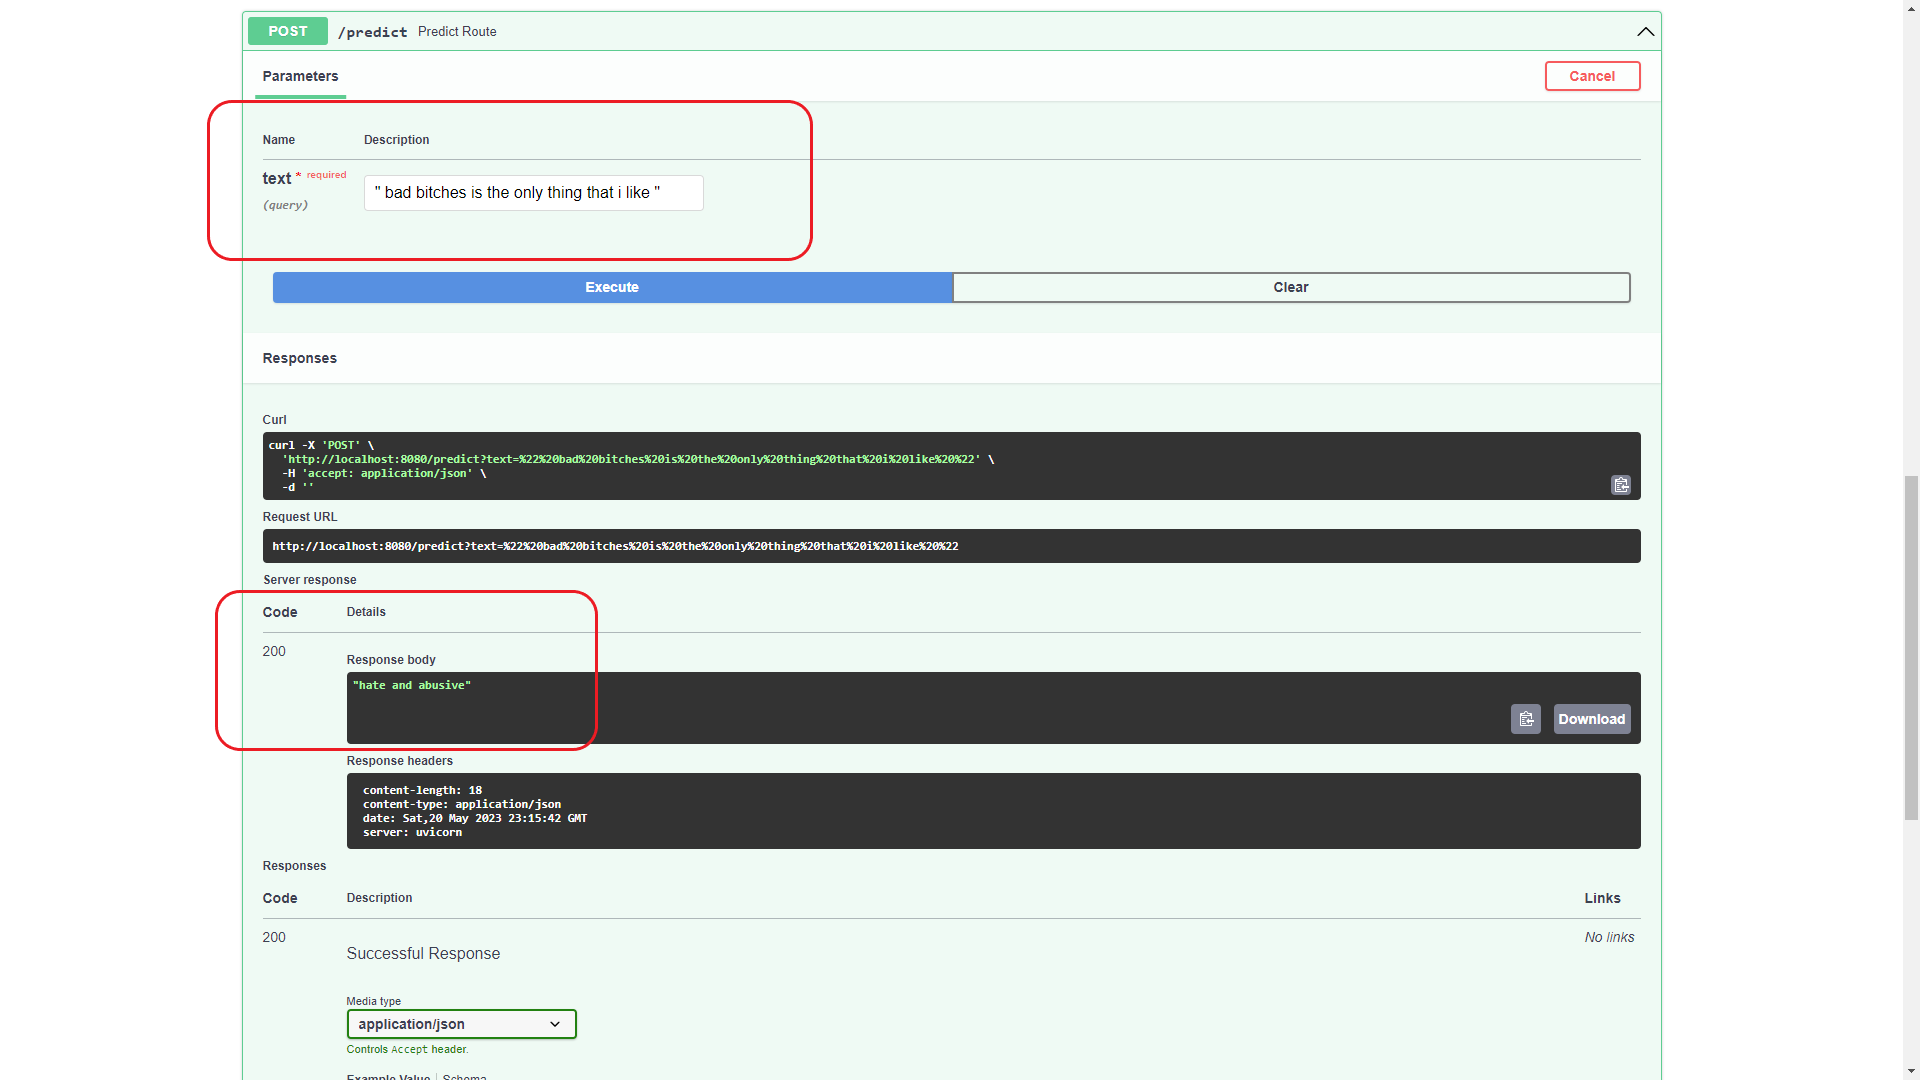 POST /predict Predict Route
Parameters
Cancel
Name Description
text * required
(query)
" bad bitches is the only thing that i like "
Execute Clear
Responses
Curl
curl -X 'POST' \
'http://localhost:8080/predict?text=%22%20bad%20bitches%20is%20the%20only%20thing%20that%20i%20like%20%22' \
-H 'accept: application/json' \
-d ''
Request URL
http://localhost:8080/predict?text=%22%20bad%20bitches%20is%20the%20only%20thing%20that%20i%20like%20%22
Server response
Code Details
200
Response body
"hate and abusive"
Download
Response headers
content-length: 18
content-type: application/json
date: Sat,20 May 2023 23:15:42 GMT
server: uvicorn
Responses
Code Description Links
200 No links
Successful Response
Media type
application/json
Controls Accept header.
Example Value | Schema